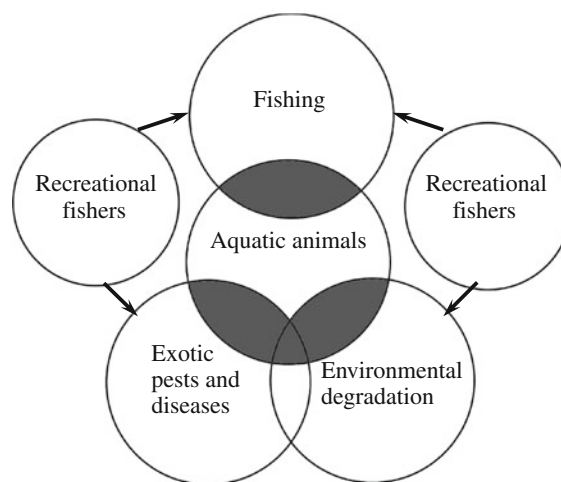 Fishing
Recreational
fishers
Recreational
fishers
Aquatic animals
Exotic
pests and
diseases
Environmental
degradation